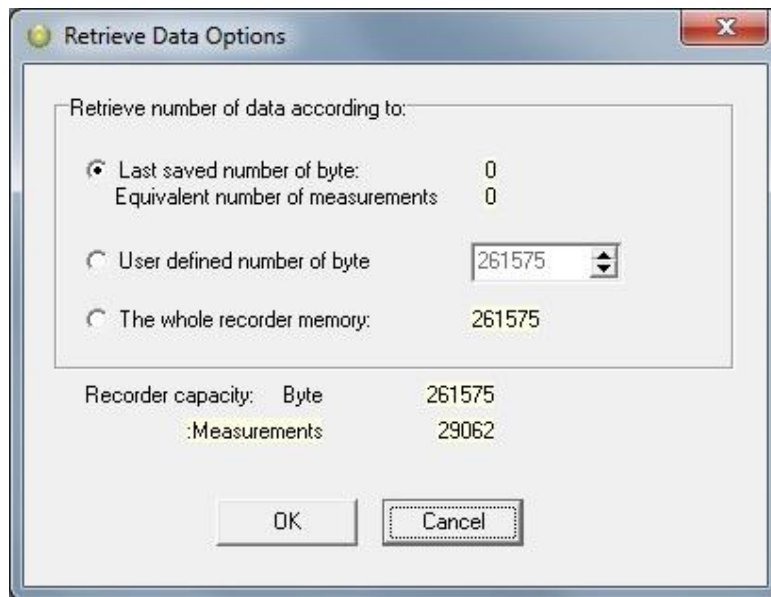 Retrieve Data Options
Retrieve number of data according to:
Last saved number of byte: 0
Equivalent number of measurements 0
User defined number of byte 261575
The whole recorder memory: 261575
Recorder capacity: Byte 261575
:Measurements 29062
OK Cancel